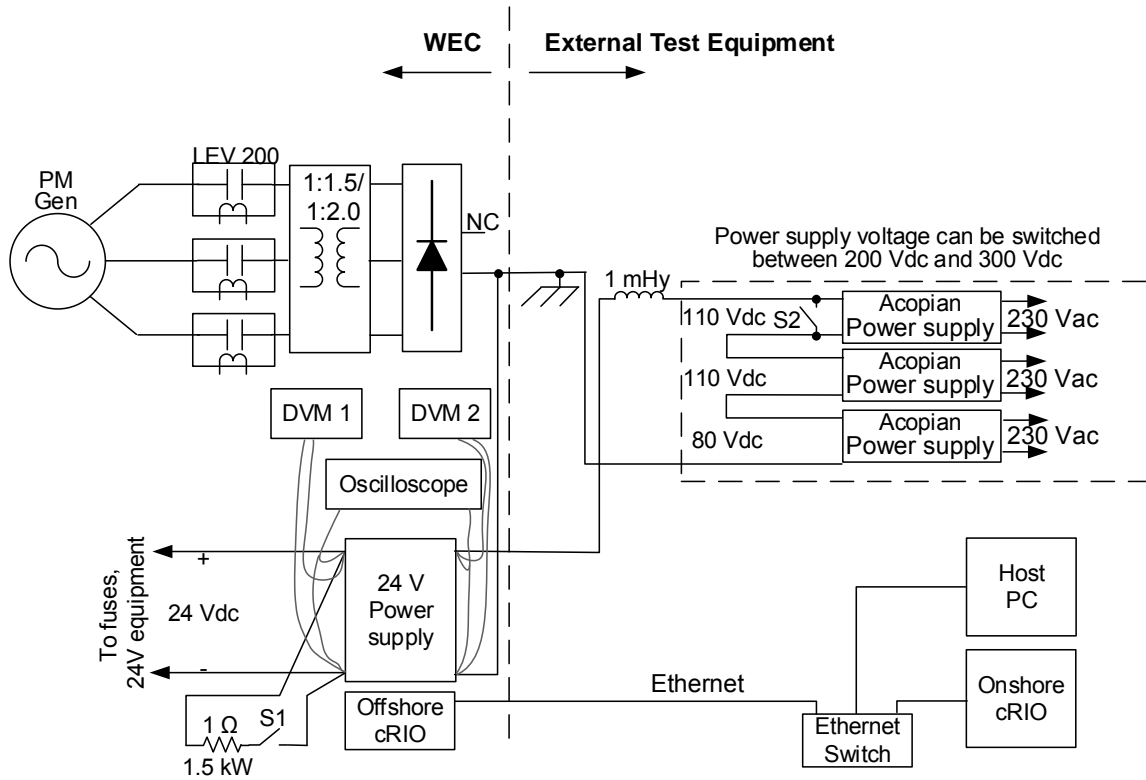 WEC
External Test Equipment
LEV 200
PM
Gen
1:1.5/
1:2.0
NC
Power supply voltage can be switched
between 200 Vdc and 300 Vdc
1 mHy
110 Vdc
S2
Acopian
Power supply
230 Vac
110 Vdc
Acopian
Power supply
230 Vac
80 Vdc
Acopian
Power supply
230 Vac
DVM 1
DVM 2
Oscilloscope
To fuses,
24V equipment
+
24 Vdc
-
24 V
Power
supply
Host
PC
Ethernet
Offshore
cRIO
Onshore
cRIO
Ethernet
Switch
1 Ω
S1
1.5 kW